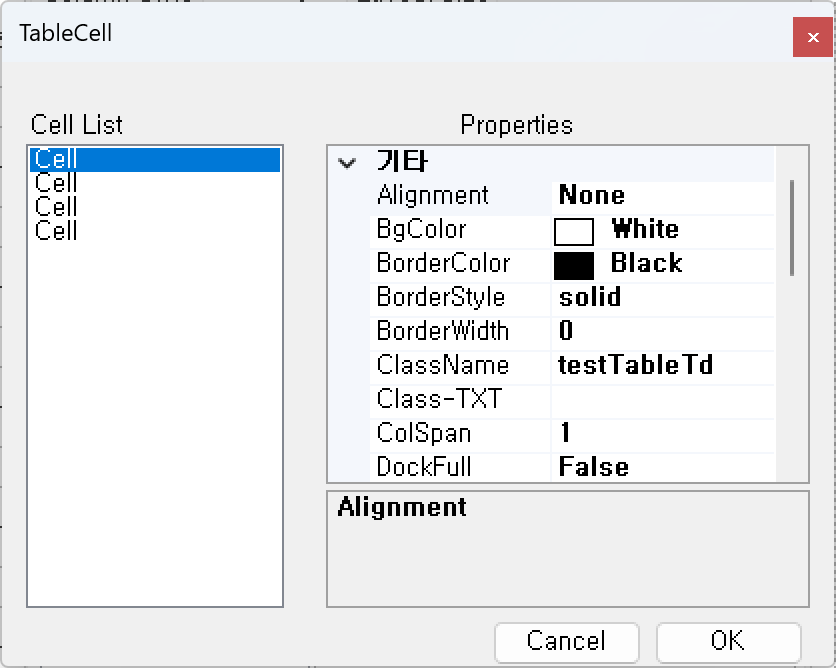 TableCell
Cell List
Properties
Cell
Cell
Cell
Cell
기타
Alignment None
BgColor White
BorderColor Black
BorderStyle solid
BorderWidth 0
ClassName testTableTd
Class-TXT
ColSpan 1
DockFull False
Alignment
Cancel OK